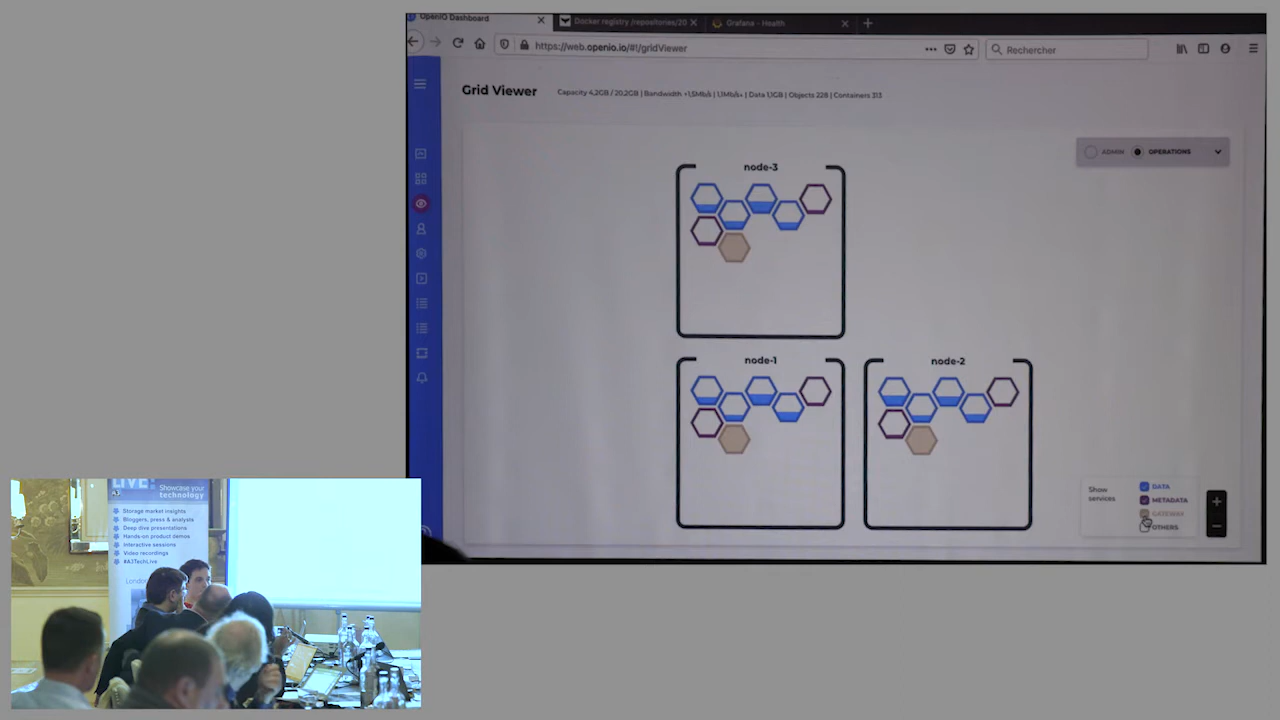 OpenIO Dashboard
Docker registry /repositories/20
Grafana - Health
https://web.openio.io/#!/gridViewer
Rechercher
Grid Viewer
Capacity 4,2GB / 20,2GB | Bandwidth +1,5Mb/s | 1,1Mb/s+ | Data 1,1GB | Objects 228 | Containers 313
ADMIN
OPERATIONS
node-3
node-1
node-2
Show services
DATA
METADATA
GATEWAY
OTHERS
LIVE!
Showcase your
technology
Storage market insights
Bloggers, press & analysts
Deep dive presentations
Hands-on product demos
Interactive sessions
Video recordings
#A3TechLive
London